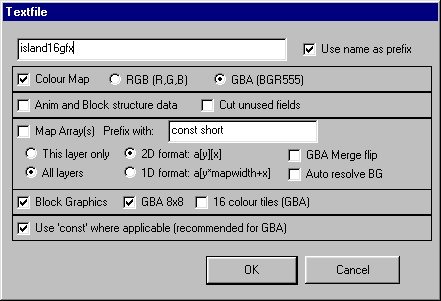 Textfile
island16gfx
Use name as prefix
Colour Map RGB (R,G,B) GBA (BGR555)
Anim and Block structure data Cut unused fields
Map Array(s) Prefix with: const short
This layer only 2D format: a[y][x] GBA Merge flip
All layers 1D format: a[y*mapwidth+x] Auto resolve BG
Block Graphics GBA 8x8 16 colour tiles (GBA)
Use 'const' where applicable (recommended for GBA)
OK Cancel